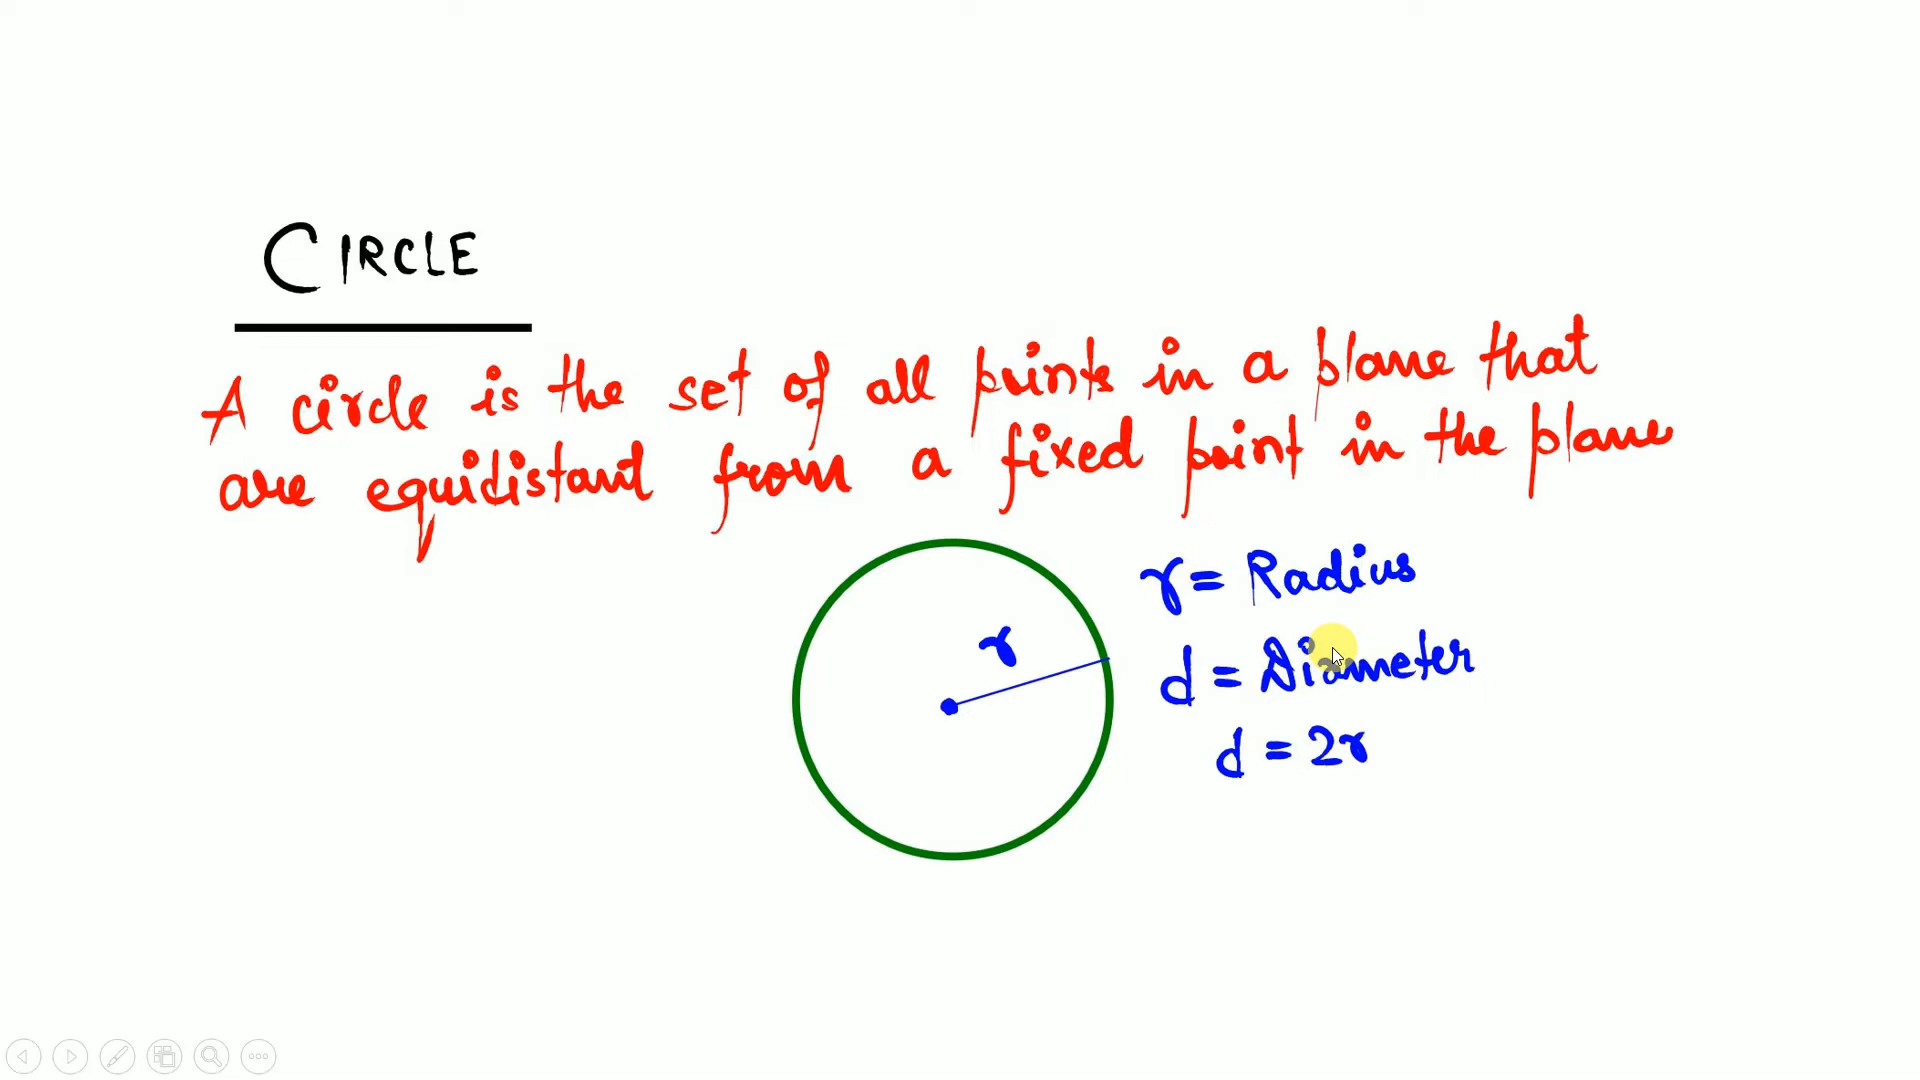 CIRCLE
A circle is the set of all points in a plane that
are equidistant from a fixed point in the plane
r = Radius
r
d = Diameter
d = 2r